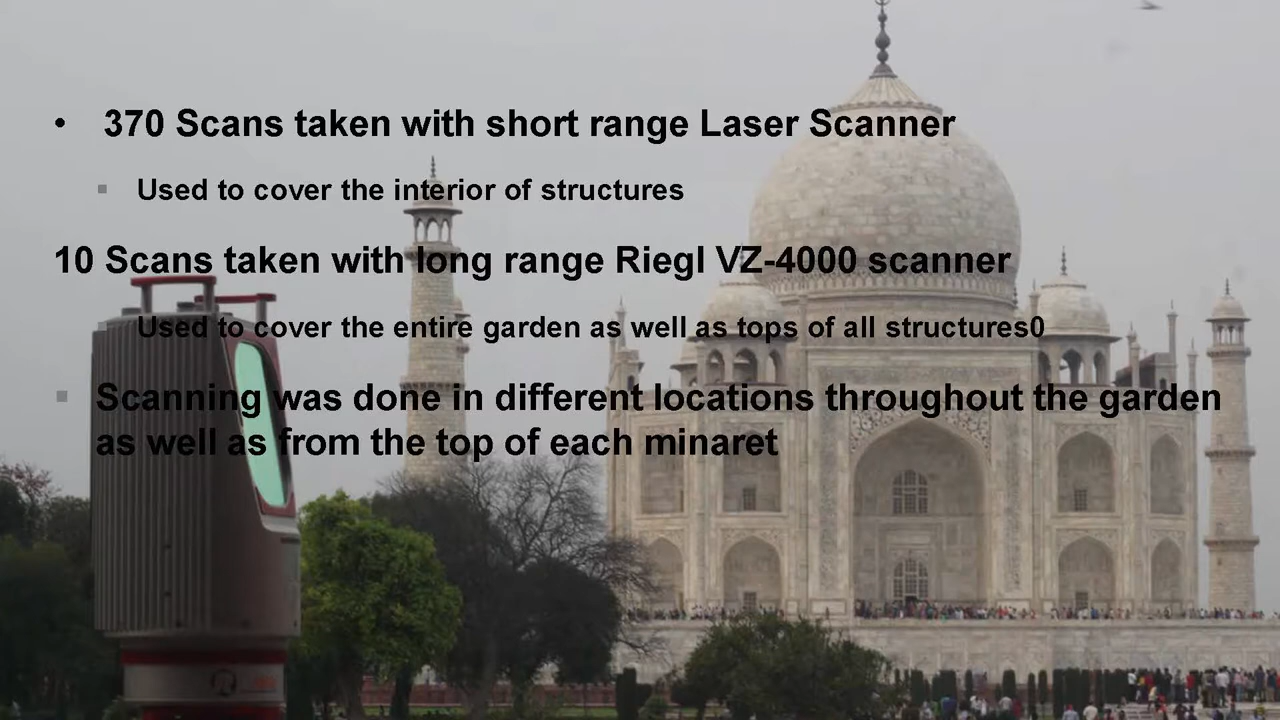 • 370 Scans taken with short range Laser Scanner
▪ Used to cover the interior of structures
10 Scans taken with long range Riegl VZ-4000 scanner
▪ Used to cover the entire garden as well as tops of all structures0
▪ Scanning was done in different locations throughout the garden
as well as from the top of each minaret